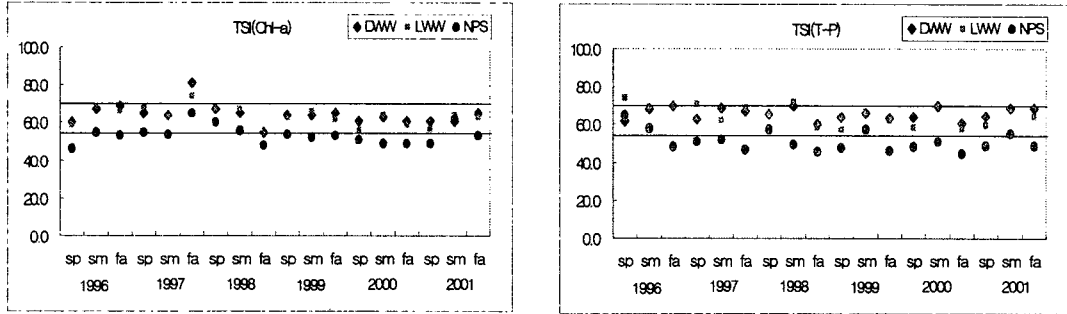 TSI(Chl-a)
DWW LWW NPS
100.0
80.0
60.0
40.0
20.0
0.0
sp sm fa sp sm fa sp sm fa sp sm fa sp sm fa sp sm fa
1996 1997 1998 1999 2000 2001
TSI(T-P)
DWW LWW NPS
100.0
80.0
60.0
40.0
20.0
0.0
sp sm fa sp sm fa sp sm fa sp sm fa sp sm fa sp sm fa
1996 1997 1998 1999 2000 2001